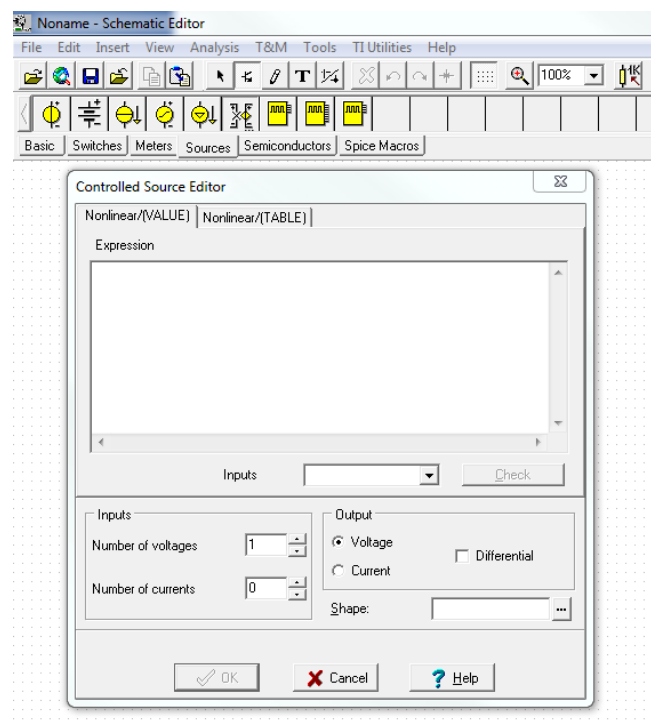 Noname - Schematic Editor
File Edit Insert View Analysis T&M Tools TI Utilities Help
T 100% 1K
Basic Switches Meters Sources Semiconductors Spice Macros
Controlled Source Editor
Nonlinear/(VALUE) Nonlinear/(TABLE)
Expression
Inputs Check
Inputs Output
Number of voltages 1 Voltage Differential
Current
Number of currents 0
Shape: ...
OK Cancel ? Help